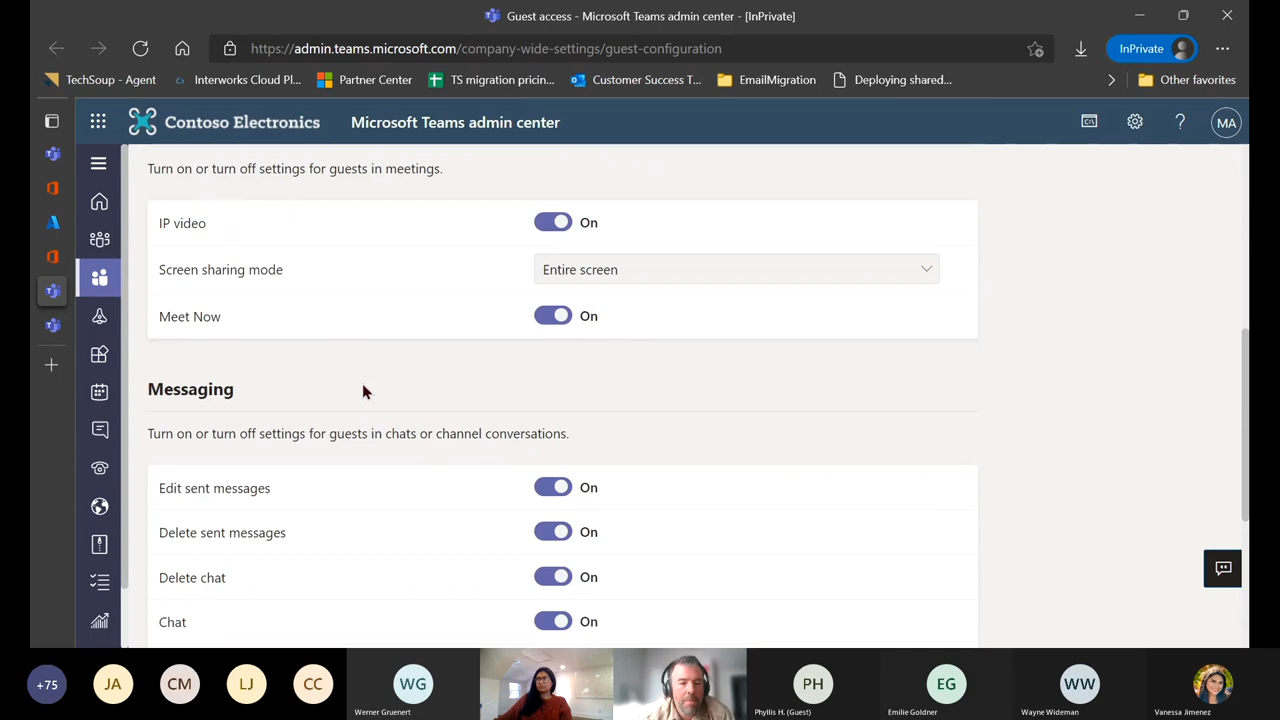 Guest access - Microsoft Teams admin center - [InPrivate]
https://admin.teams.microsoft.com/company-wide-settings/guest-configuration
InPrivate
TechSoup - Agent
Interworks Cloud Pl...
Partner Center
TS migration pricin...
Customer Success T...
EmailMigration
Deploying shared...
Other favorites
Contoso Electronics
Microsoft Teams admin center
MA
Turn on or turn off settings for guests in meetings.
IP video
On
Screen sharing mode
Entire screen
Meet Now
On
Messaging
Turn on or turn off settings for guests in chats or channel conversations.
Edit sent messages
On
Delete sent messages
On
Delete chat
On
Chat
On
+75
JA
CM
LJ
CC
WG
PH
EG
WW
Werner Gruenert
Phyllis H. (Guest)
Emilie Goldner
Wayne Wideman
Vanessa Jimenez